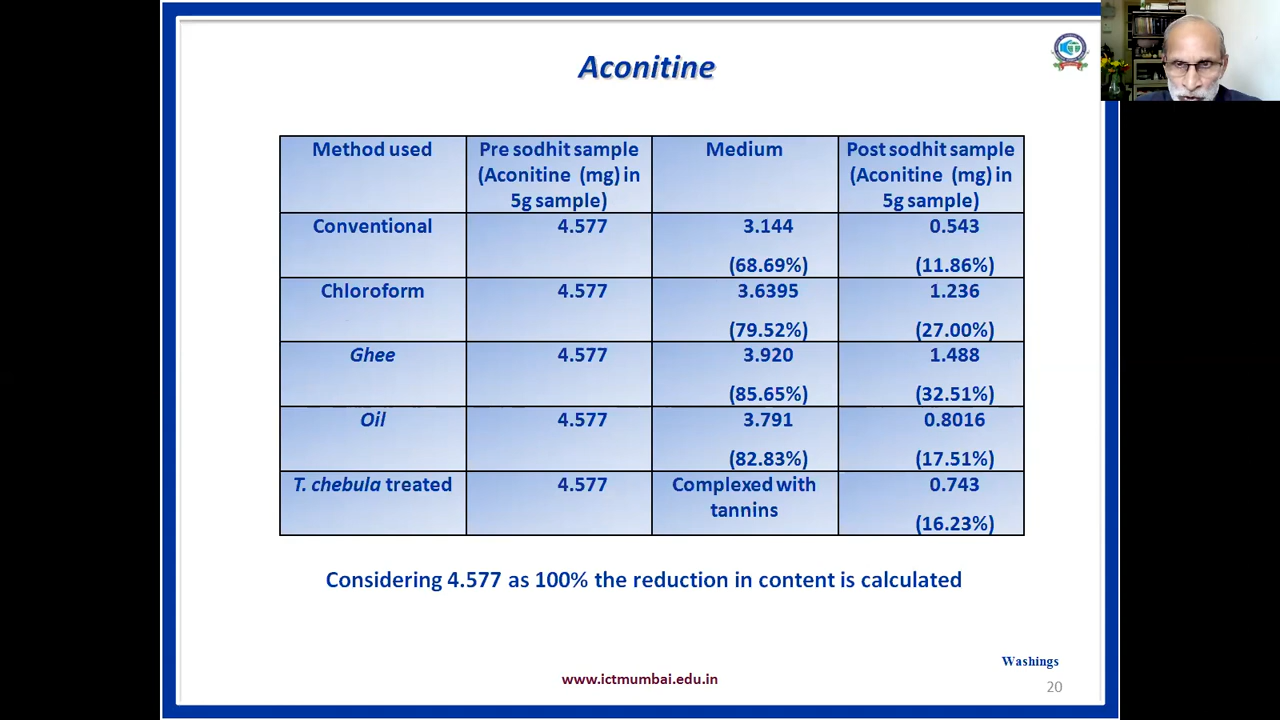 Aconitine
Method used
Pre sodhit sample
(Aconitine (mg) in
5g sample)
Medium
Post sodhit sample
(Aconitine (mg) in
5g sample)
Conventional
4.577
3.144
(68.69%)
0.543
(11.86%)
Chloroform
4.577
3.6395
(79.52%)
1.236
(27.00%)
Ghee
4.577
3.920
(85.65%)
1.488
(32.51%)
Oil
4.577
3.791
(82.83%)
0.8016
(17.51%)
T. chebula treated
4.577
Complexed with
tannins
0.743
(16.23%)
Considering 4.577 as 100% the reduction in content is calculated
Washings
www.ictmumbai.edu.in
20